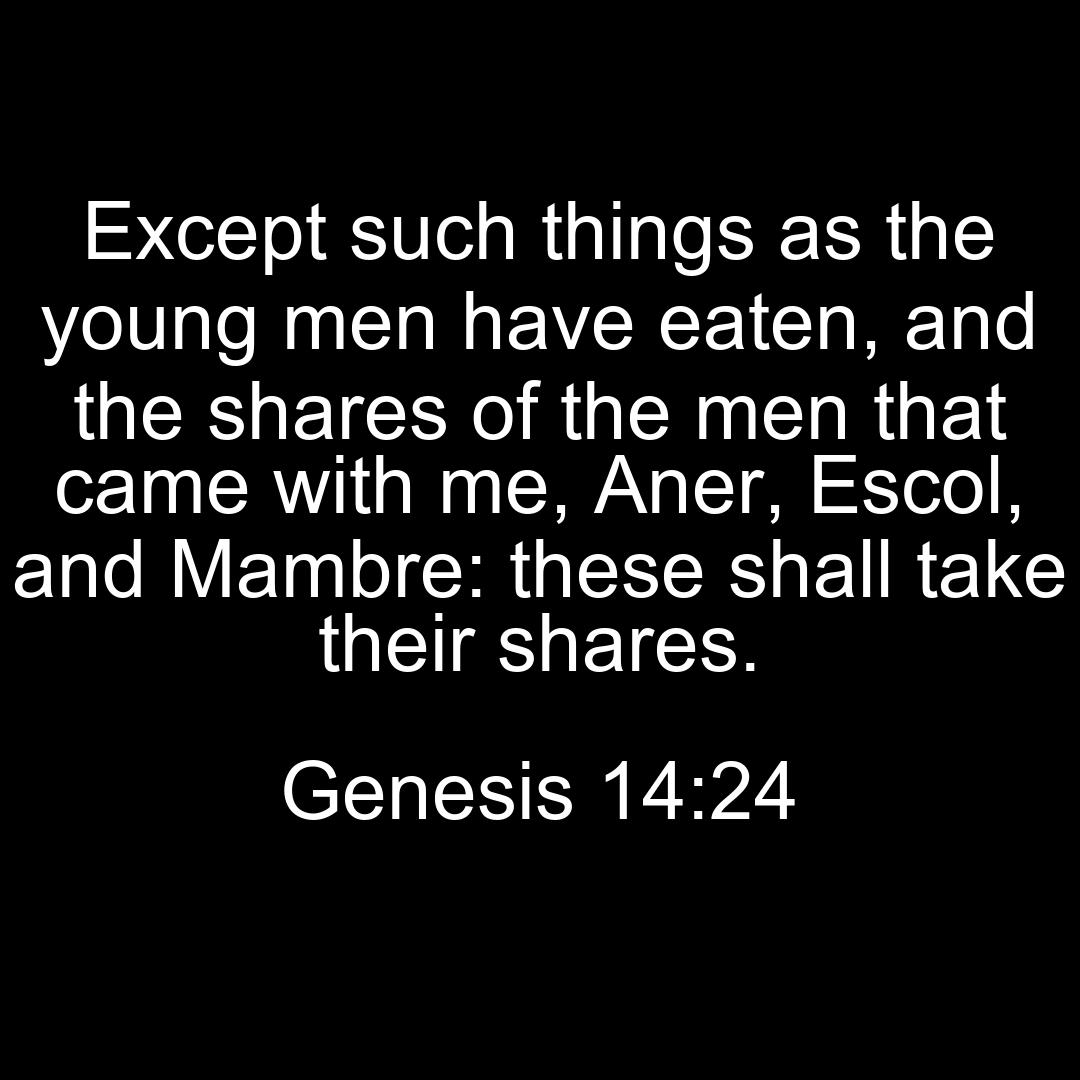 Except such things as the
young men have eaten, and
the shares of the men that
came with me, Aner, Escol,
and Mambre: these shall take
their shares.
Genesis 14:24